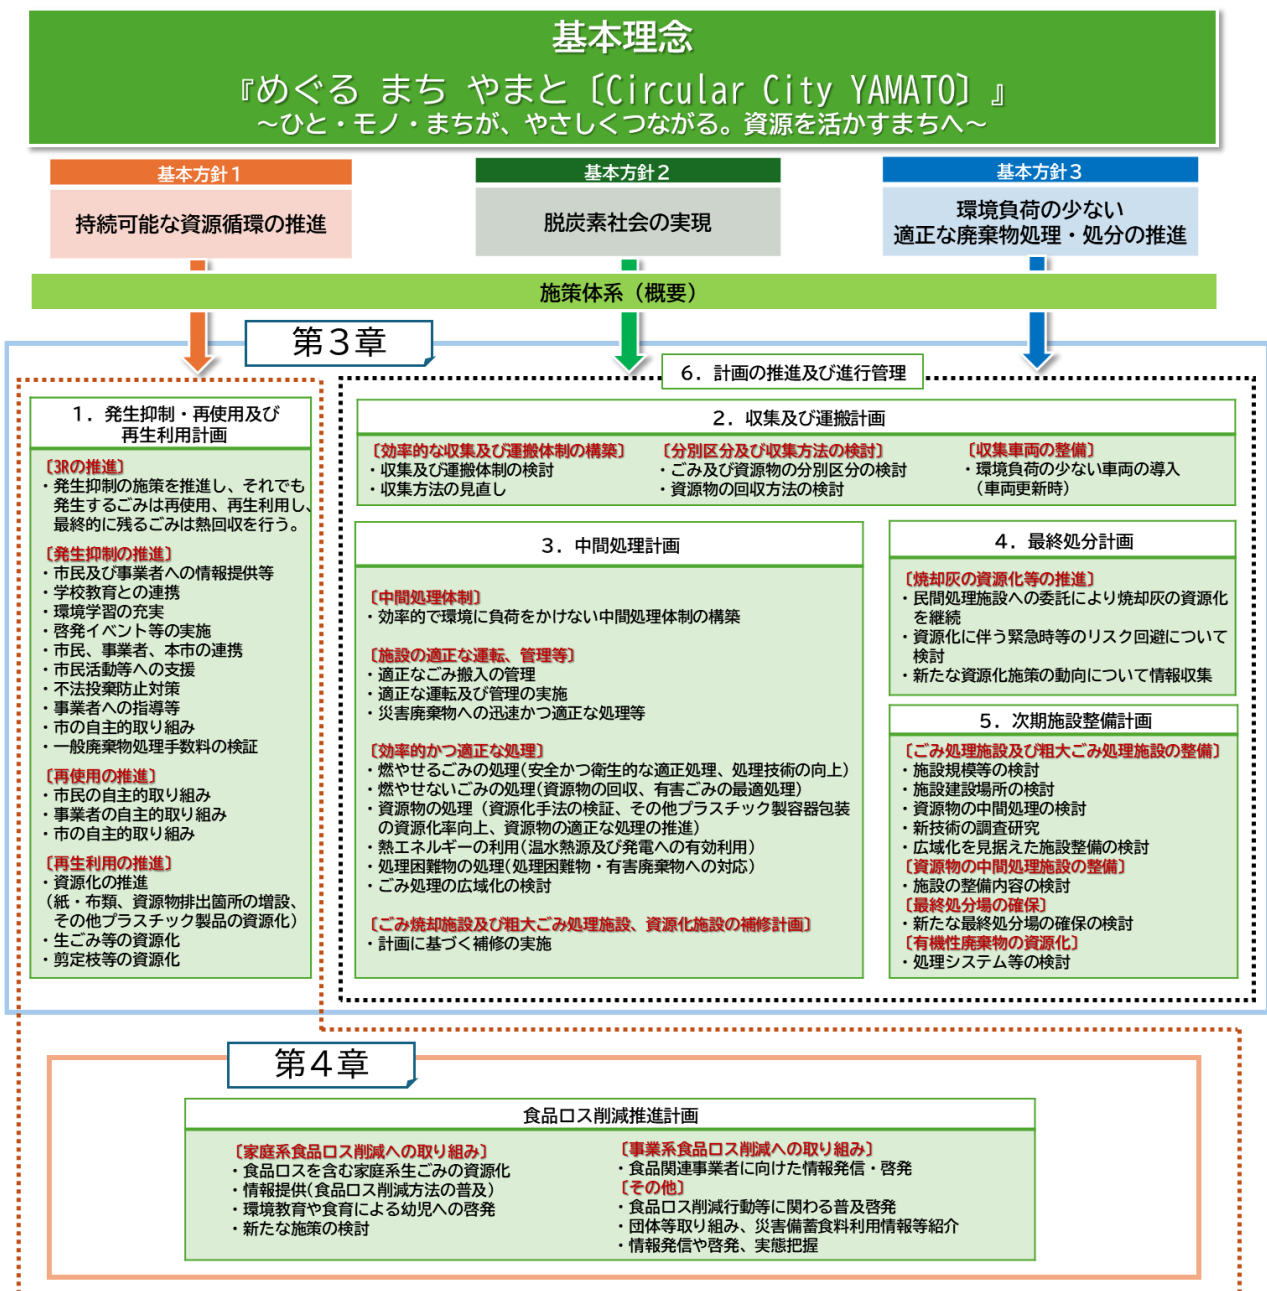 基本理念
『めぐる まち やまと〔Circular City YAMATO〕』
～ひと・モノ・まちが、やさしくつながる。資源を活かすまちへ～
基本方針１
持続可能な資源循環の推進
基本方針２
脱炭素社会の実現
基本方針３
環境負荷の少ない
適正な廃棄物処理・処分の推進
施策体系（概要）
第３章
１．発生抑制・再使用及び
再生利用計画
〔3Rの推進〕
・発生抑制の施策を推進し、それでも
発生するごみは再使用、再生利用し、
最終的に残るごみは熱回収を行う。
〔発生抑制の推進〕
・市民及び事業者への情報提供等
・学校教育との連携
・環境学習の充実
・啓発イベント等の実施
・市民、事業者、本市の連携
・市民活動等への支援
・不法投棄防止対策
・事業者への指導等
・市の自主的取り組み
・一般廃棄物処理手数料の検証
〔再使用の推進〕
・市民の自主的取り組み
・事業者の自主的取り組み
・市の自主的取り組み
〔再生利用の推進〕
・資源化の推進
（紙・布類、資源物排出箇所の増設、
その他プラスチック製品の資源化）
・生ごみ等の資源化
・剪定枝等の資源化
６．計画の推進及び進行管理
２．収集及び運搬計画
〔効率的な収集及び運搬体制の構築〕
・収集及び運搬体制の検討
・収集方法の見直し
〔分別区分及び収集方法の検討〕
・ごみ及び資源物の分別区分の検討
・資源物の回収方法の検討
〔収集車両の整備〕
・環境負荷の少ない車両の導入
（車両更新時）
３．中間処理計画
〔中間処理体制〕
・効率的で環境に負荷をかけない中間処理体制の構築
〔施設の適正な運転、管理等〕
・適正なごみ搬入の管理
・適正な運転及び管理の実施
・災害廃棄物への迅速かつ適正な処理等
〔効率的かつ適正な処理〕
・燃やせるごみの処理（安全かつ衛生的な適正処理、処理技術の向上）
・燃やせないごみの処理（資源物の回収、有害ごみの最適処理）
・資源物の処理（資源化手法の検証、その他プラスチック製容器包装
の資源化率向上、資源物の適正な処理の推進）
・熱エネルギーの利用（温水熱源及び発電への有効利用）
・処理困難物の処理（処理困難物・有害廃棄物への対応）
・ごみ処理の広域化の検討
〔ごみ焼却施設及び粗大ごみ処理施設、資源化施設の補修計画〕
・計画に基づく補修の実施
４．最終処分計画
〔焼却灰の資源化等の推進〕
・民間処理施設への委託により焼却灰の資源化
を継続
・資源化に伴う緊急時等のリスク回避について
検討
・新たな資源化施策の動向について情報収集
５．次期施設整備計画
〔ごみ処理施設及び粗大ごみ処理施設の整備〕
・施設規模等の検討
・施設建設場所の検討
・資源物の中間処理の検討
・新技術の調査研究
・広域化を見据えた施設整備の検討
〔資源物の中間処理施設の整備〕
・施設の整備内容の検討
〔最終処分場の確保〕
・新たな最終処分場の確保の検討
〔有機性廃棄物の資源化〕
・処理システム等の検討
第４章
食品ロス削減推進計画
〔家庭系食品ロス削減への取り組み〕
・食品ロスを含む家庭系生ごみの資源化
・情報提供（食品ロス削減方法の普及）
・環境教育や食育による幼児への啓発
・新たな施策の検討
〔事業系食品ロス削減への取り組み〕
・食品関連事業者に向けた情報発信・啓発
〔その他〕
・食品ロス削減行動等に関わる普及啓発
・団体等取り組み、災害備蓄食料利用情報等紹介
・情報発信や啓発、実態把握